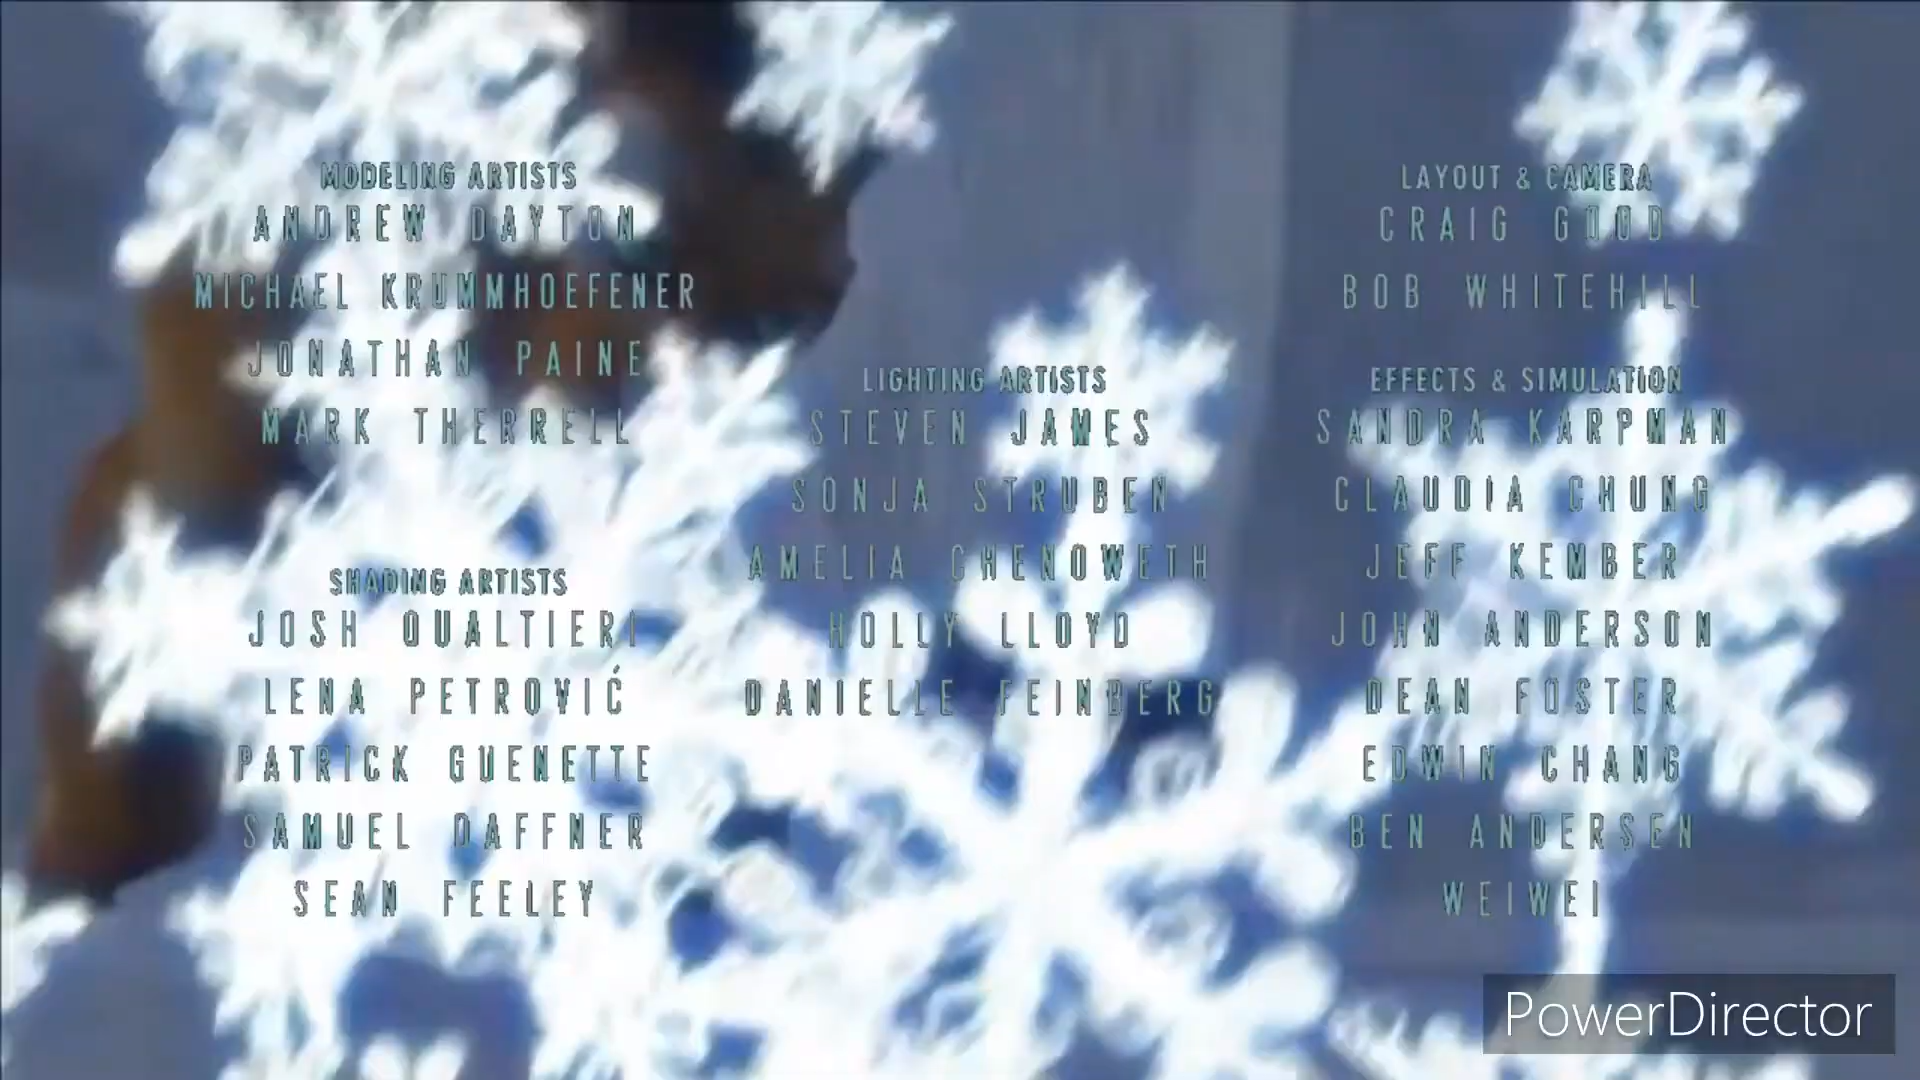 MODELING ARTISTS
ANDREW DAYTON
MICHAEL KRUMMHOEFENER
JONATHAN PAINE
MARK THERRELL
SHADING ARTISTS
JOSH QUALTIERI
LENA PETROVIĆ
PATRICK GUENETTE
SAMUEL DAFFNER
SEAN FEELEY
LIGHTING ARTISTS
STEVEN JAMES
SONJA STRUBEN
AMELIA CHENOWETH
HOLLY LLOYD
DANIELLE FEINBERG
LAYOUT & CAMERA
CRAIG GOOD
BOB WHITEHILL
EFFECTS & SIMULATION
SANDRA KARPMAN
CLAUDIA CHUNG
JEFF KEMBER
JOHN ANDERSON
DEAN FOSTER
EDWIN CHANG
BEN ANDERSEN
WEIWEI
PowerDirector